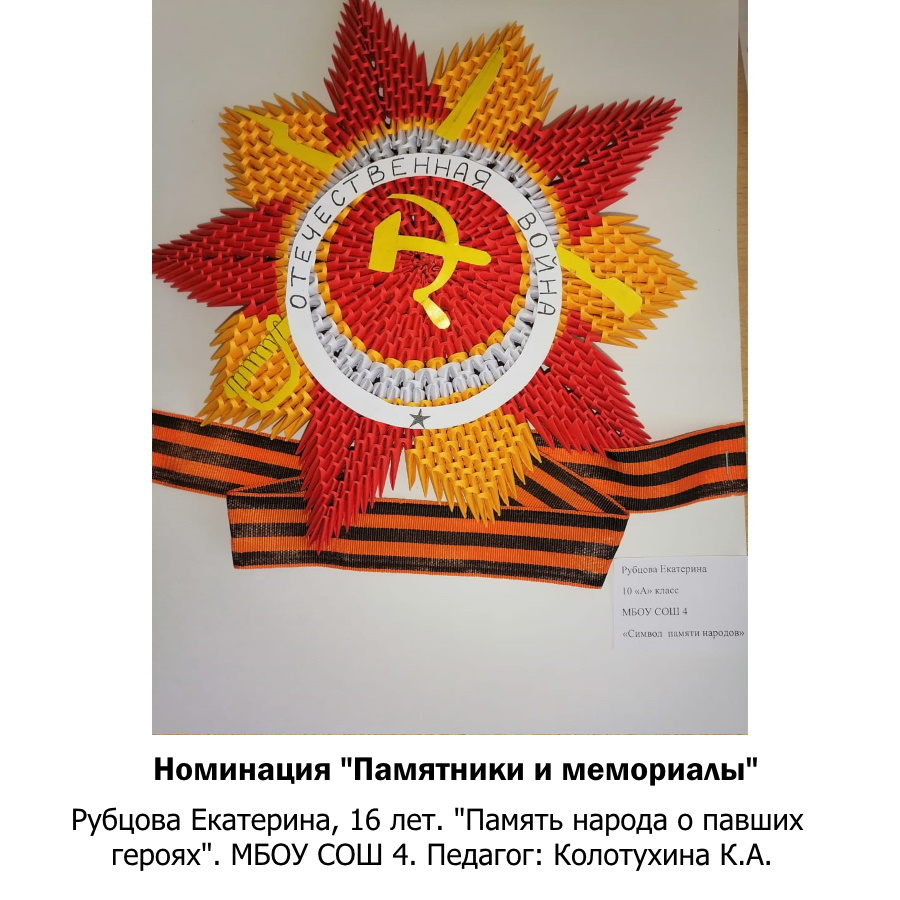 ОТЕЧЕСТВЕННАЯ ВОЙНА
Рубцова Екатерина
10 «А» класс
МБОУ СОШ 4
«Символ памяти народов»
Номинация "Памятники и мемориалы"
Рубцова Екатерина, 16 лет. "Память народа о павших
героях". МБОУ СОШ 4. Педагог: Колотухина К.А.